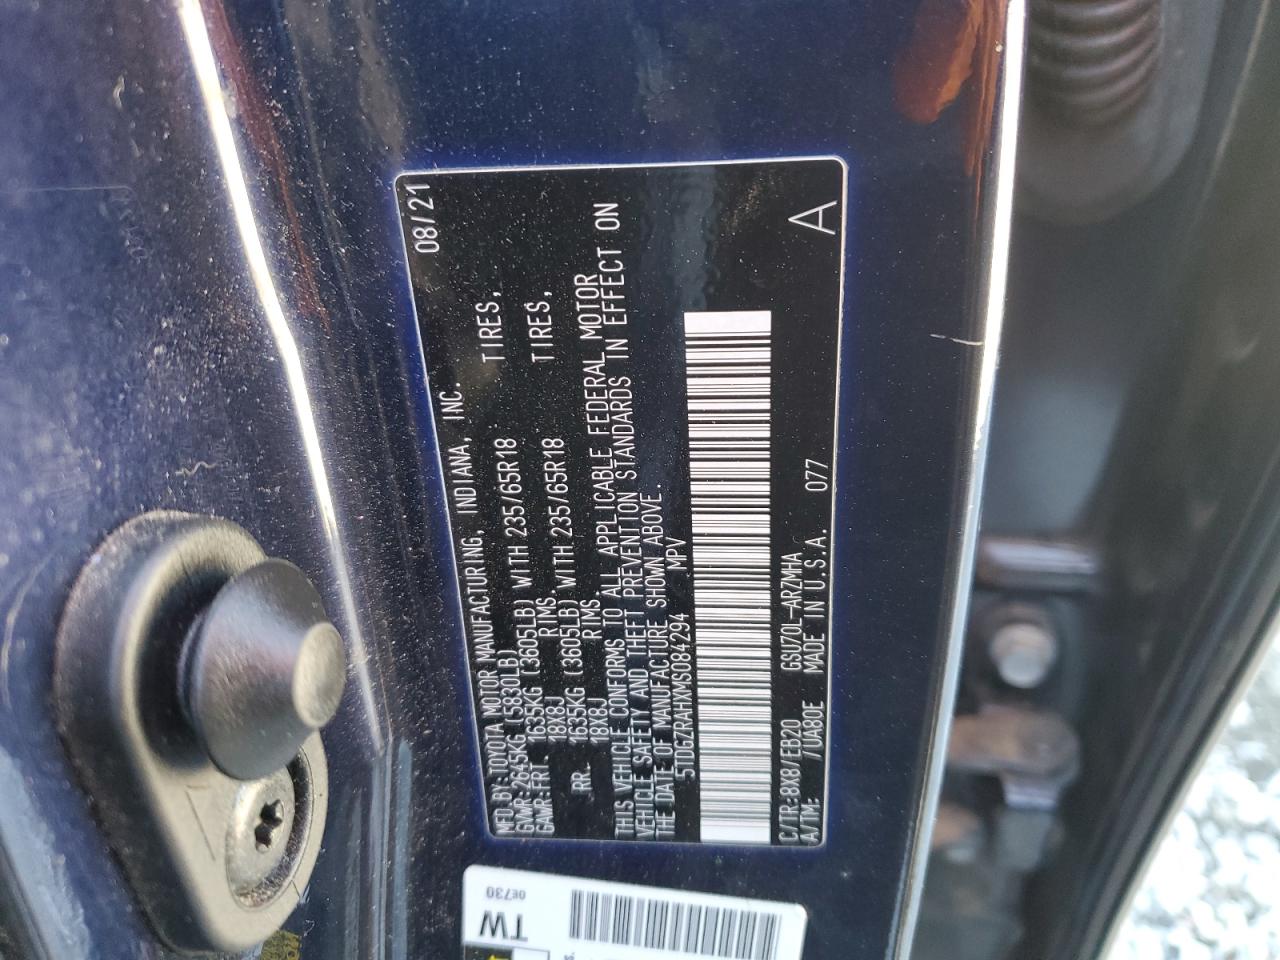 MFD BY: TOYOTA MOTOR MANUFACTURING, INDIANA, INC. 08/21
GVWR:2645KG (5830LB)
GAWR:FRT. 1635KG (3605LB) WITH 235/65R18 TIRES,
18X8J RIMS,
RR. 1635KG (3605LB) WITH 235/65R18 TIRES,
18X8J RIMS,
THIS VEHICLE CONFORMS TO ALL APPLICABLE FEDERAL MOTOR
VEHICLE SAFETY AND THEFT PREVENTION STANDARDS IN EFFECT ON
THE DATE OF MANUFACTURE SHOWN ABOVE.
5TDGZRAHXMS084294 MPV
C/TR:8X8/EB20 GSU70L-ARZMHA
A/TM: /UA80E MADE IN U.S.A. 077
A
0E730
TW